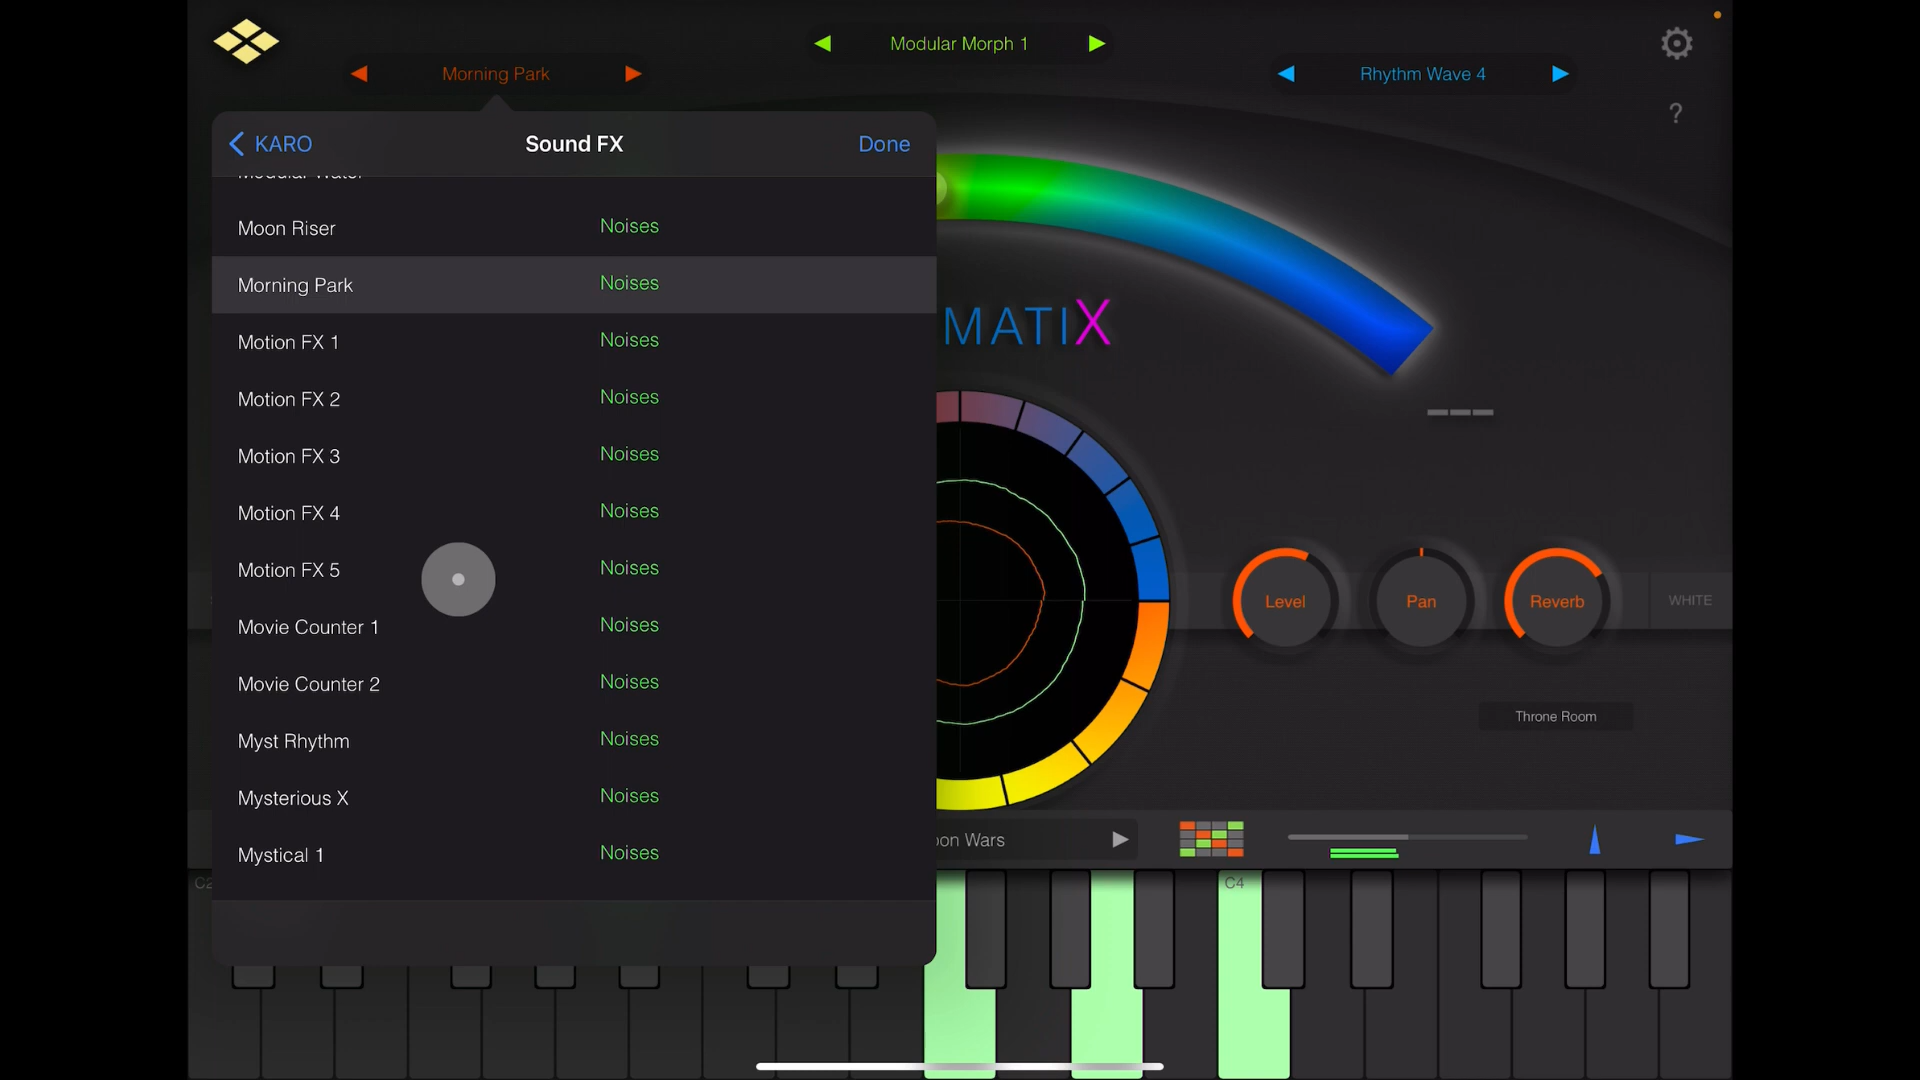 Modular Morph 1
Morning Park
Rhythm Wave 4
?
KARO
Sound FX
Done
Moon Riser Noises
Morning Park Noises
Motion FX 1 Noises
Motion FX 2 Noises
Motion FX 3 Noises
Motion FX 4 Noises
Motion FX 5 Noises
Movie Counter 1 Noises
Movie Counter 2 Noises
Myst Rhythm Noises
Mysterious X Noises
Mystical 1 Noises
MATIX
Level
Pan
Reverb
WHITE
Throne Room
Wars
C2
C4